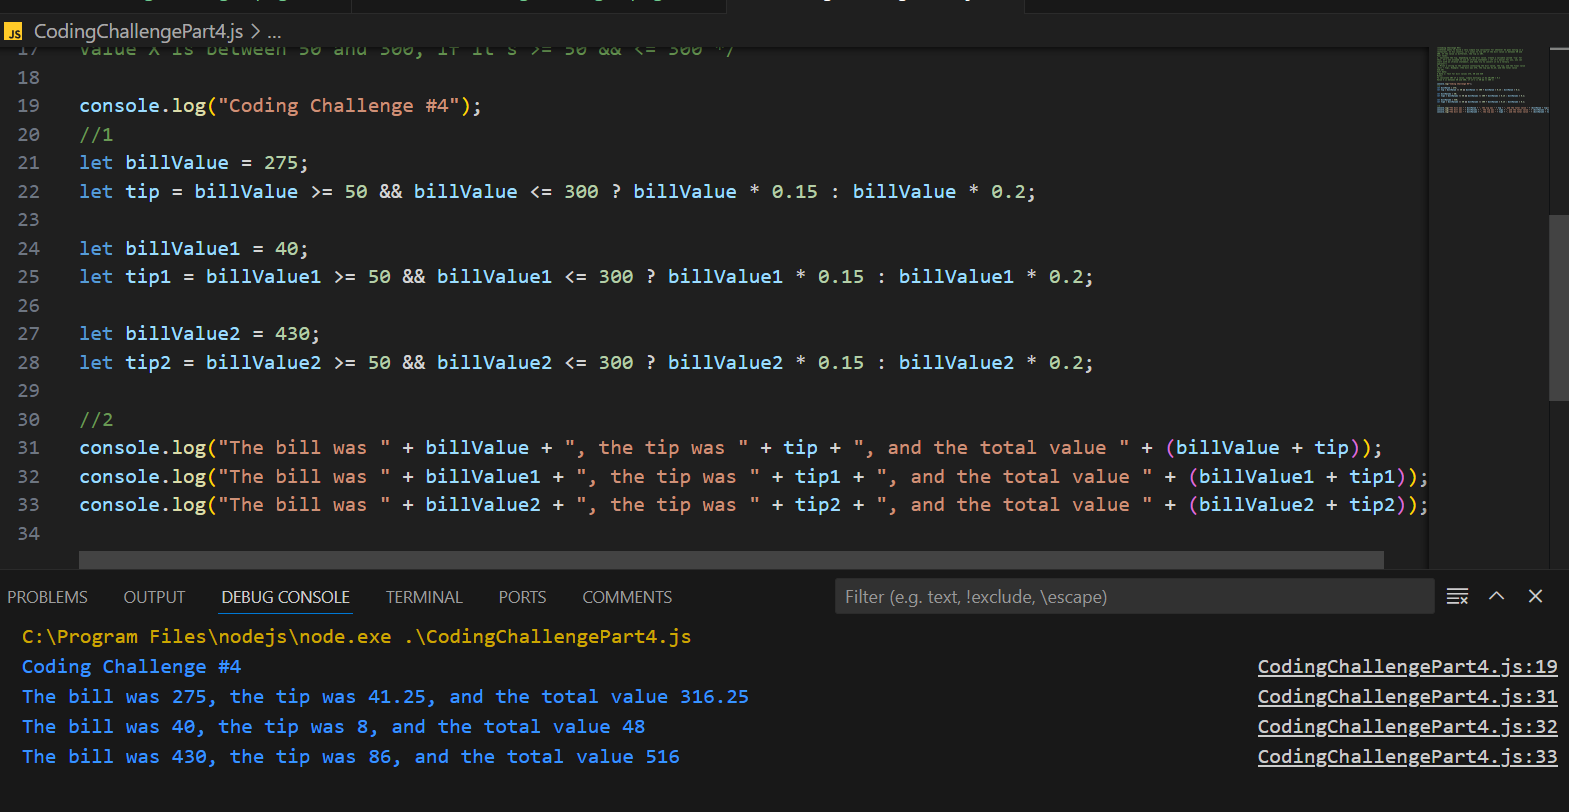 JS CodingChallengePart4.js > ...
17 Value X is between 50 and 300, if it's >= 50 && <= 300 */
18
19 console.log("Coding Challenge #4");
20 //1
21 let billValue = 275;
22 let tip = billValue >= 50 && billValue <= 300 ? billValue * 0.15 : billValue * 0.2;
23
24 let billValue1 = 40;
25 let tip1 = billValue1 >= 50 && billValue1 <= 300 ? billValue1 * 0.15 : billValue1 * 0.2;
26
27 let billValue2 = 430;
28 let tip2 = billValue2 >= 50 && billValue2 <= 300 ? billValue2 * 0.15 : billValue2 * 0.2;
29
30 //2
31 console.log("The bill was " + billValue + ", the tip was " + tip + ", and the total value " + (billValue + tip));
32 console.log("The bill was " + billValue1 + ", the tip was " + tip1 + ", and the total value " + (billValue1 + tip1));
33 console.log("The bill was " + billValue2 + ", the tip was " + tip2 + ", and the total value " + (billValue2 + tip2));
34
PROBLEMS OUTPUT DEBUG CONSOLE TERMINAL PORTS COMMENTS Filter (e.g. text, !exclude, \escape)
C:\Program Files\nodejs\node.exe .\CodingChallengePart4.js
Coding Challenge #4 CodingChallengePart4.js:19
The bill was 275, the tip was 41.25, and the total value 316.25 CodingChallengePart4.js:31
The bill was 40, the tip was 8, and the total value 48 CodingChallengePart4.js:32
The bill was 430, the tip was 86, and the total value 516 CodingChallengePart4.js:33